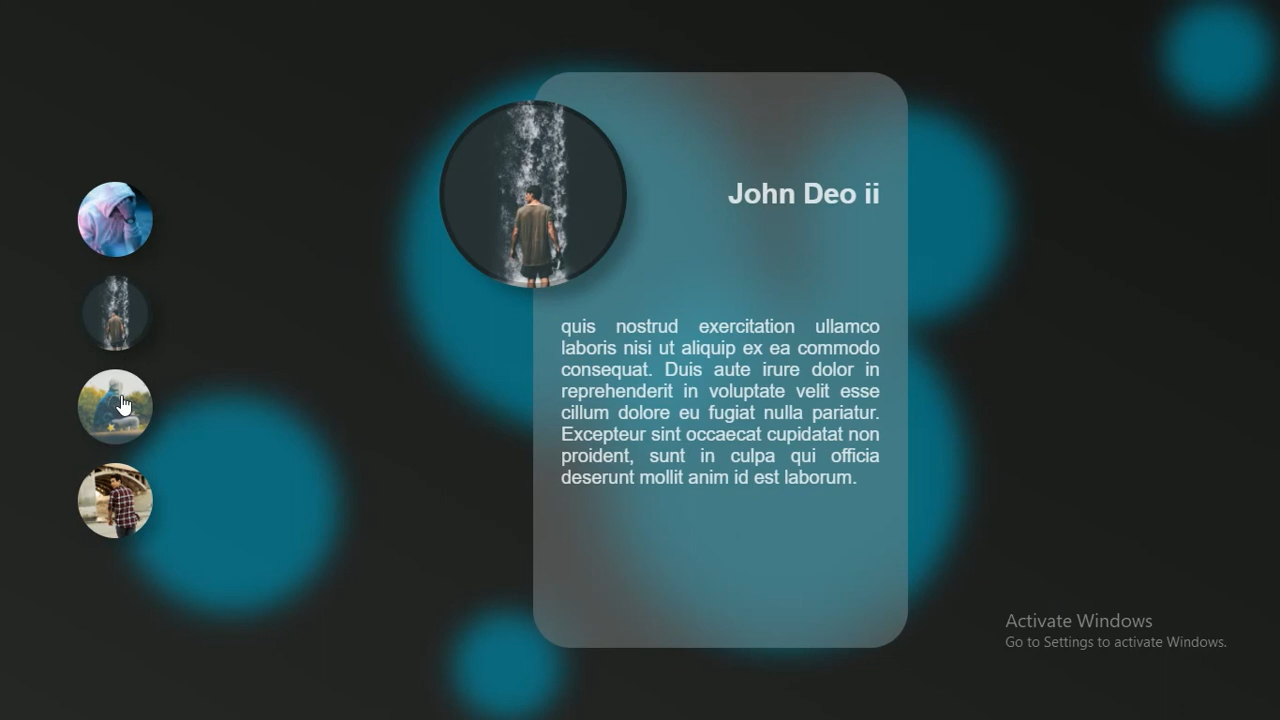 John Deo ii
quis nostrud exercitation ullamco
laboris nisi ut aliquip ex ea commodo
consequat. Duis aute irure dolor in
reprehenderit in voluptate velit esse
cillum dolore eu fugiat nulla pariatur.
Excepteur sint occaecat cupidatat non
proident, sunt in culpa qui officia
deserunt mollit anim id est laborum.
Activate Windows
Go to Settings to activate Windows.